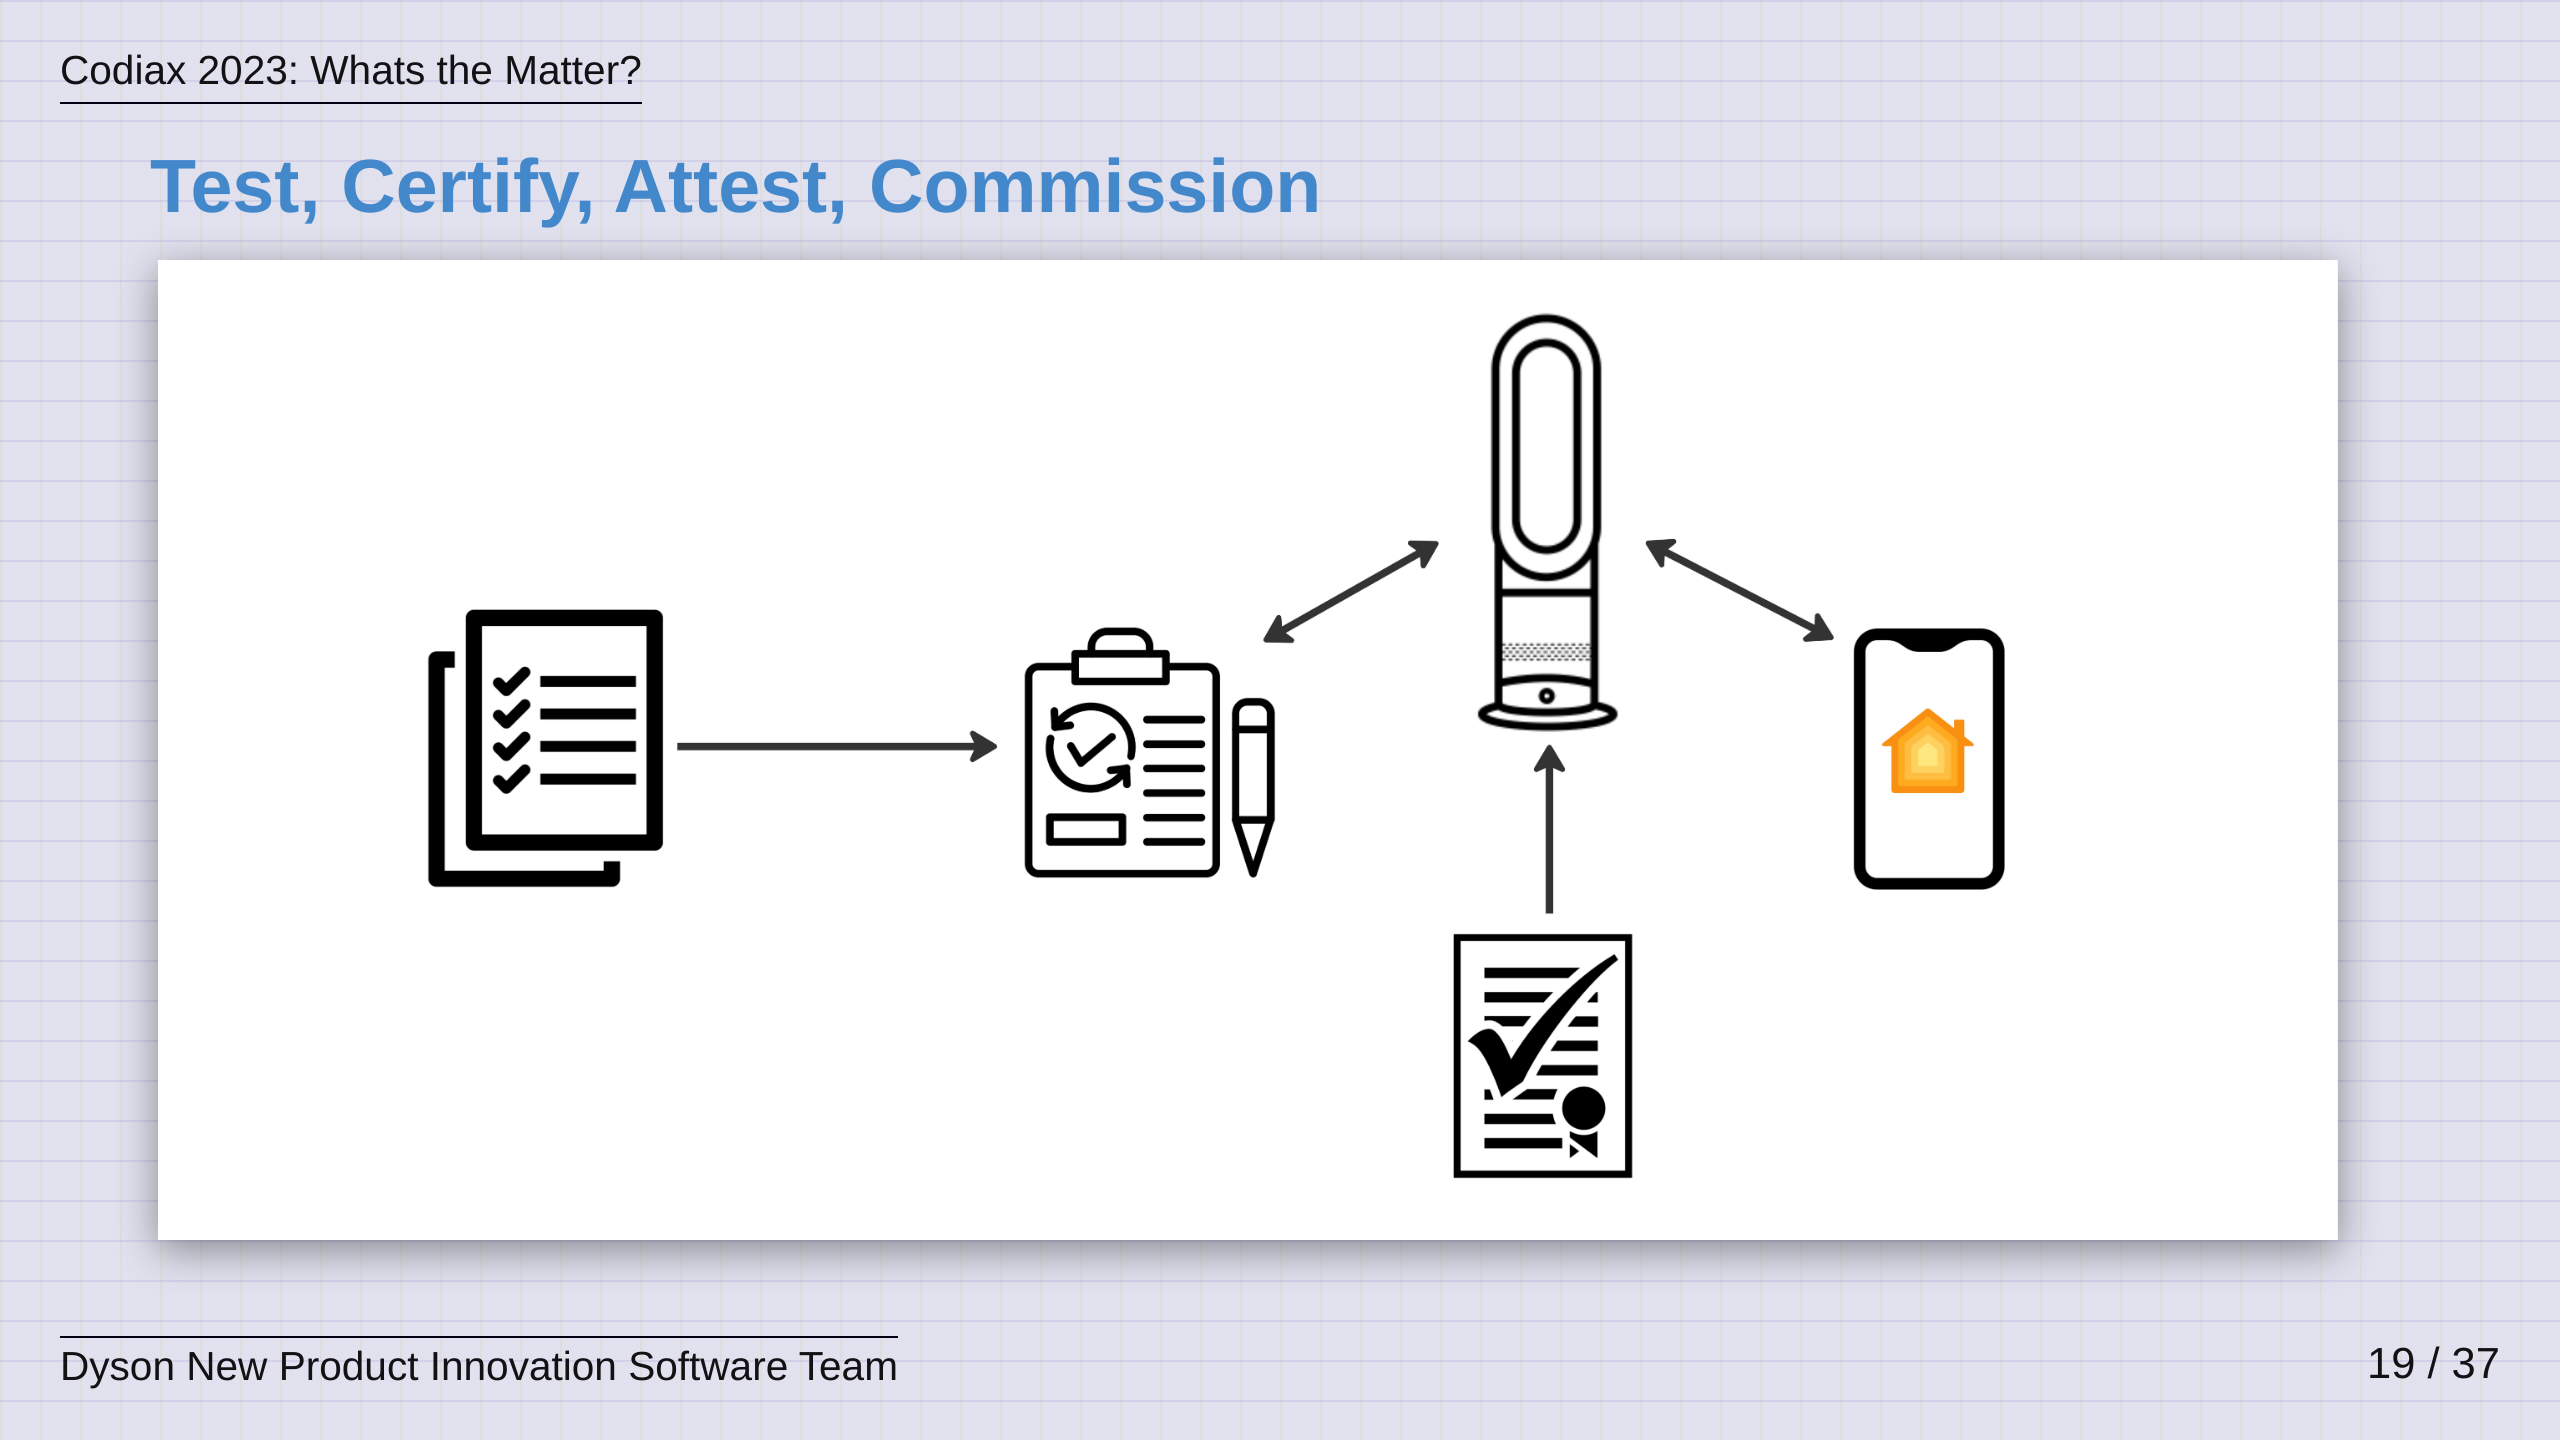 Codiax 2023: Whats the Matter?
Test, Certify, Attest, Commission
Dyson New Product Innovation Software Team
19 / 37